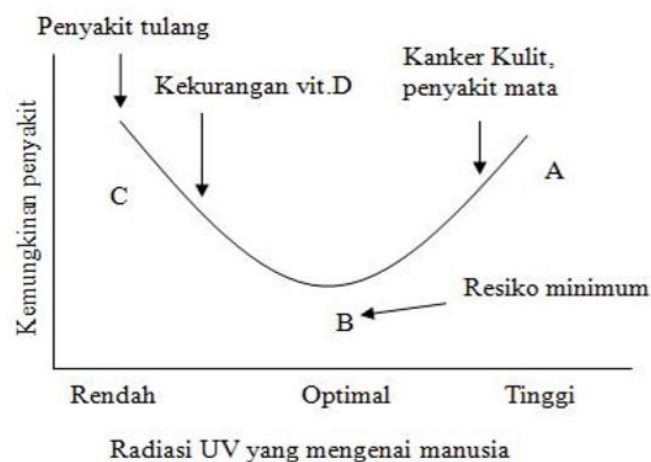 Penyakit tulang
Kekurangan vit.D
Kanker Kulit,
penyakit mata
Kemungkinan penyakit
C
A
B
Resiko minimum
Rendah
Optimal
Tinggi
Radiasi UV yang mengenai manusia